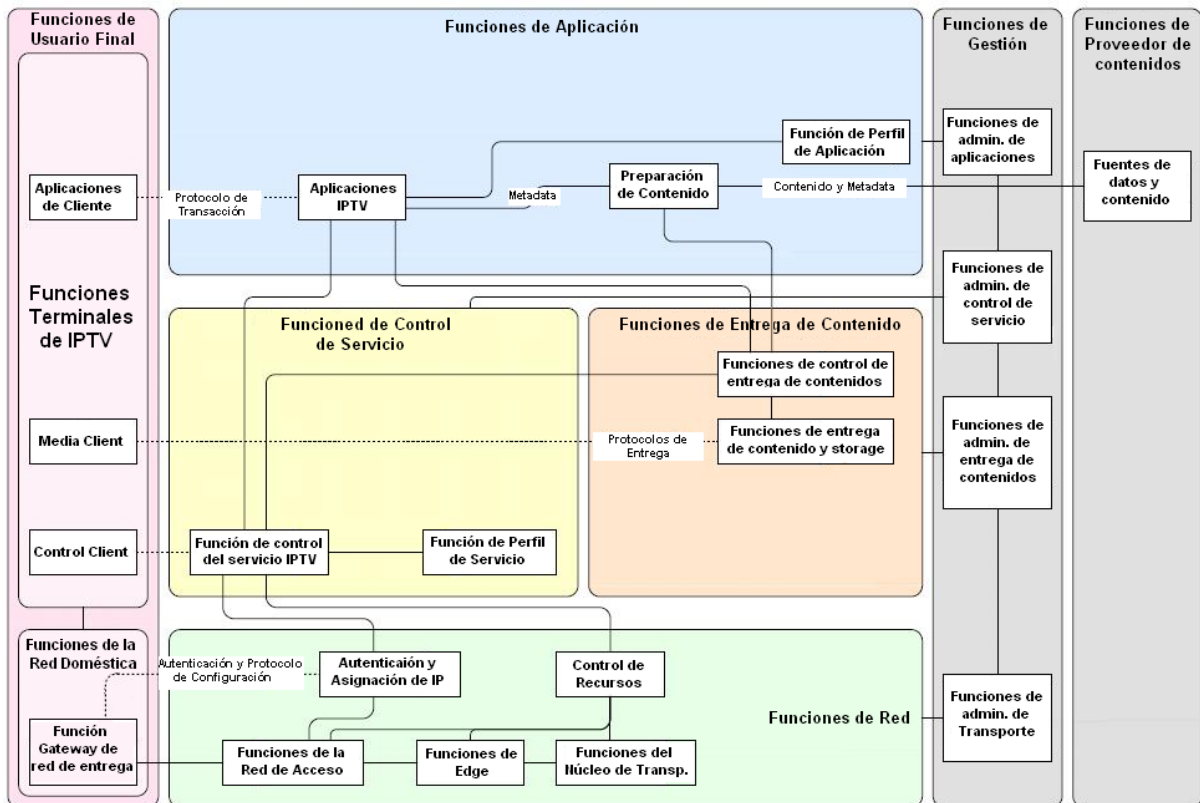 Funciones de
Usuario Final
Funciones de Aplicación
Funciones de
Gestión
Funciones de
Proveedor de
contenidos
Función de Perfil
de Aplicación
Funciones de
admin. de
aplicaciones
Aplicaciones
de Cliente
Protocolo de
Transacción
Aplicaciones
IPTV
Metadata
Preparación
de Contenido
Contenido y Metadata
Fuentes de
datos y
contenido
Funciones
Terminales
de IPTV
Funciones de
admin. de
control de
servicio
Funcioned de Control
de Servicio
Funciones de Entrega de Contenido
Funciones de control de
entrega de contenidos
Media Client
Protocolos de
Entrega
Funciones de entrega
de contenido y storage
Funciones de
admin. de
entrega de
contenidos
Control Client
Función de control
del servicio IPTV
Función de Perfil
de Servicio
Funciones de la
Red Doméstica
Autenticación y Protocolo
de Configuración
Autenticaión y
Asignación de IP
Control de
Recursos
Funciones de Red
Funciones de
admin. de
Transporte
Función
Gateway de
red de entrega
Funciones de la
Red de Acceso
Funciones de
Edge
Funciones del
Núcleo de Transp.